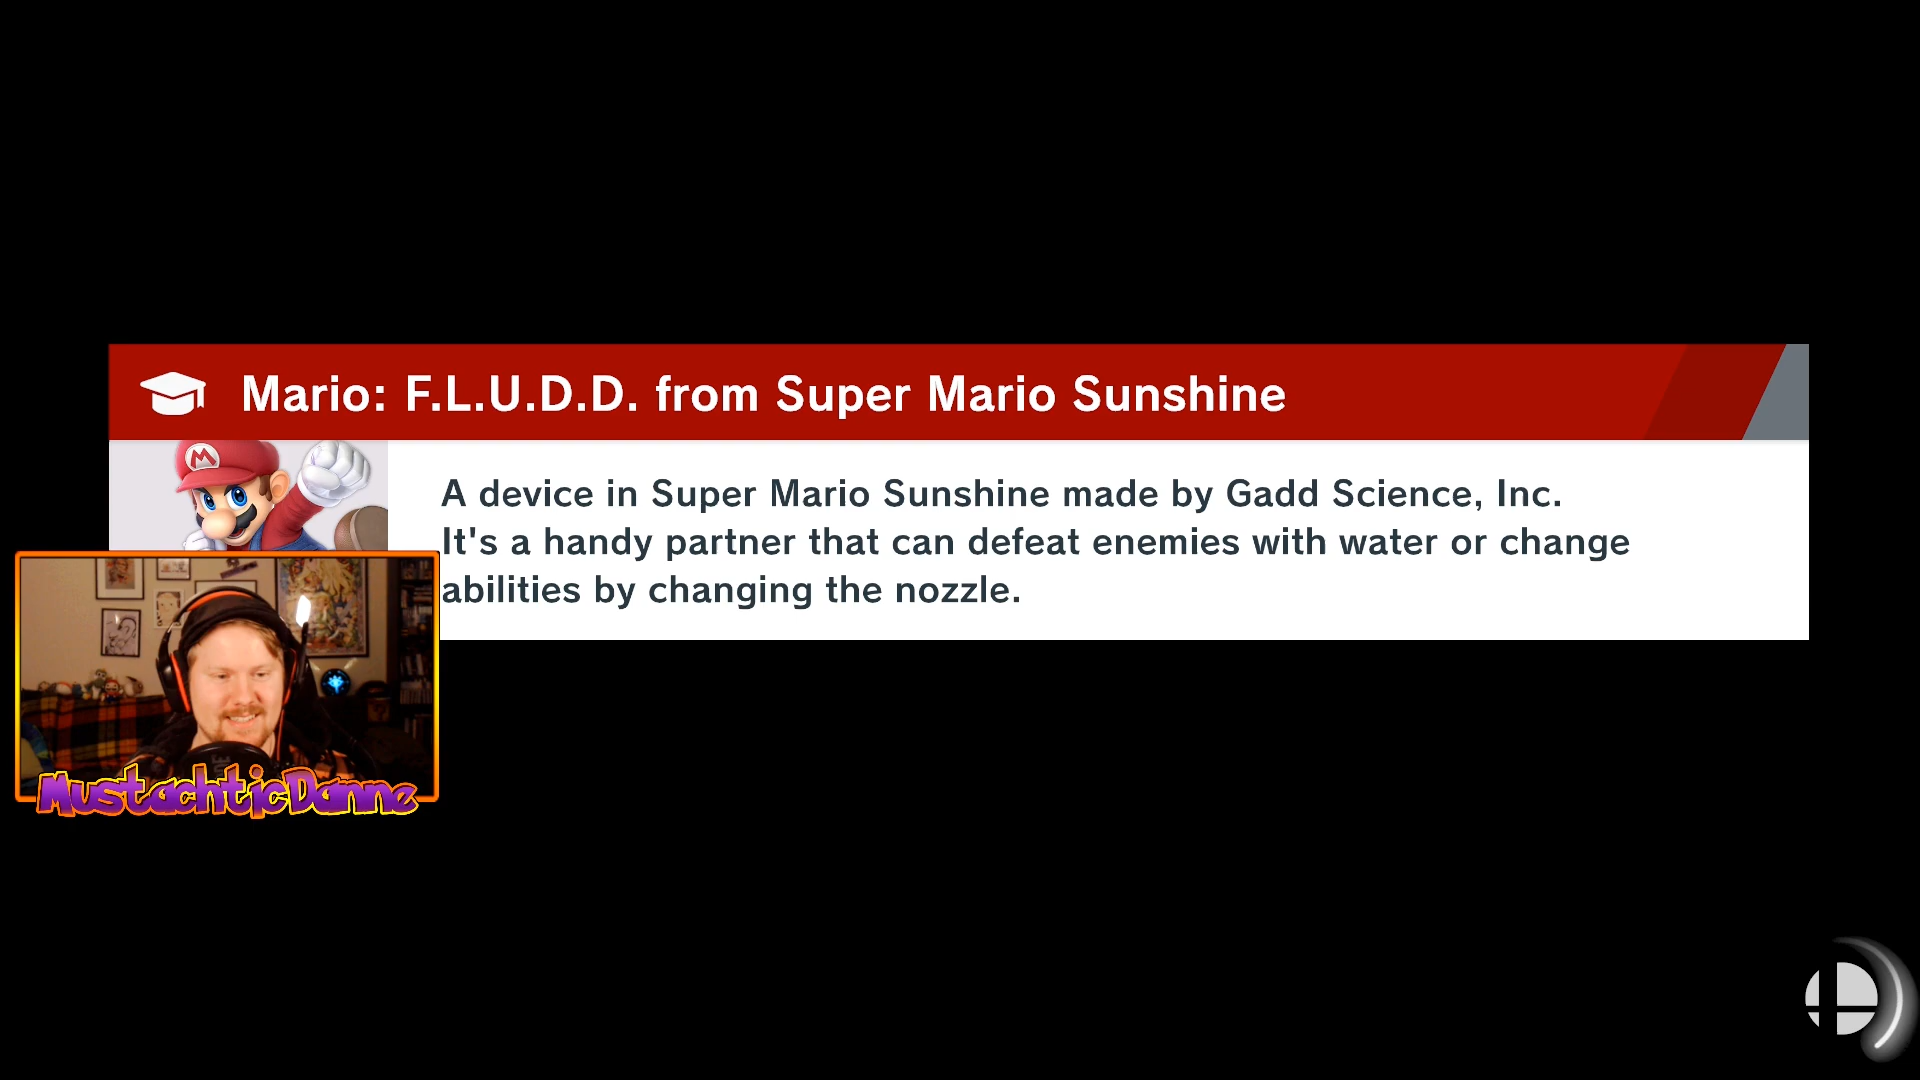 Mario: F.L.U.D.D. from Super Mario Sunshine
A device in Super Mario Sunshine made by Gadd Science, Inc.
It's a handy partner that can defeat enemies with water or change
abilities by changing the nozzle.
MustachticDanne